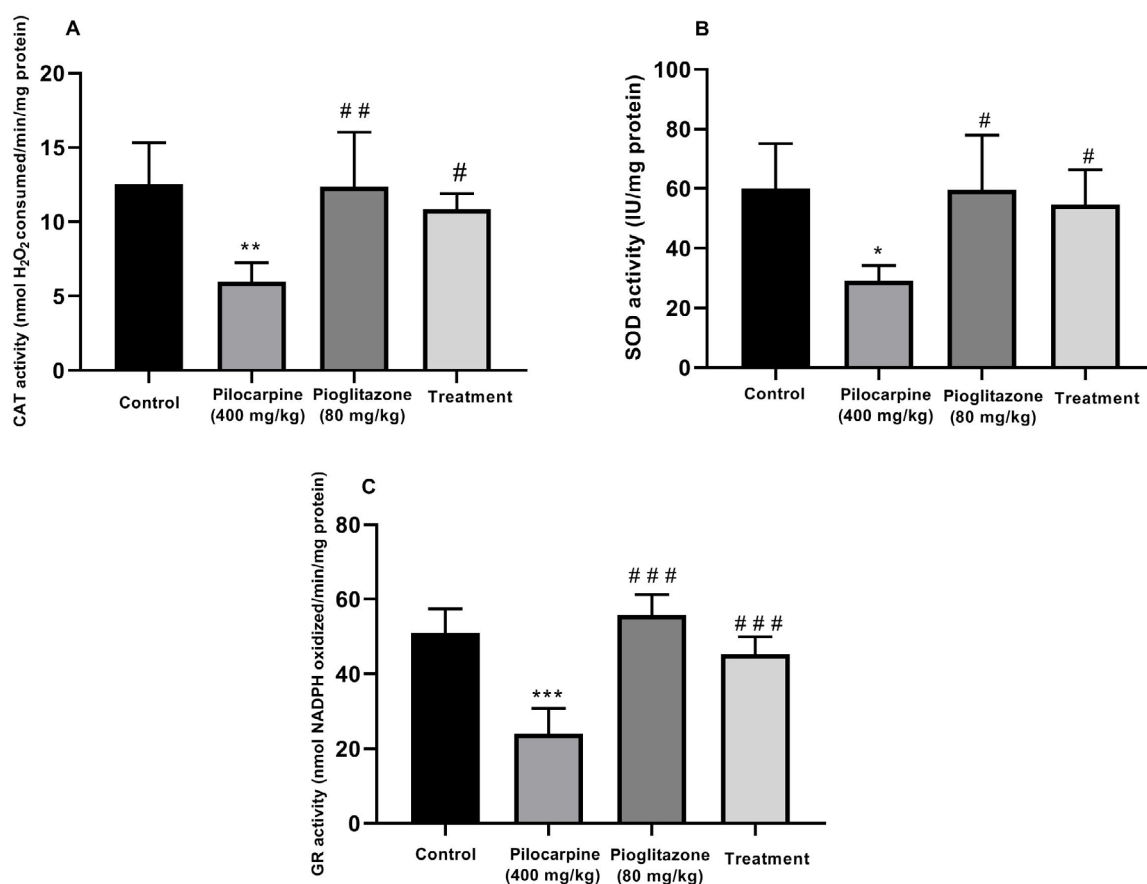 A
CAT activity (nmol H₂O₂ consumed/min/mg protein)
20
15
10
5
0
**
# #
#
Control
Pilocarpine
(400 mg/kg)
Pioglitazone
(80 mg/kg)
Treatment
B
SOD activity (IU/mg protein)
100
80
60
40
20
0
*
#
#
Control
Pilocarpine
(400 mg/kg)
Pioglitazone
(80 mg/kg)
Treatment
C
GR activity (nmol NADPH oxidized/min/mg protein)
80
60
40
20
0
***
# # #
# # #
Control
Pilocarpine
(400 mg/kg)
Pioglitazone
(80 mg/kg)
Treatment